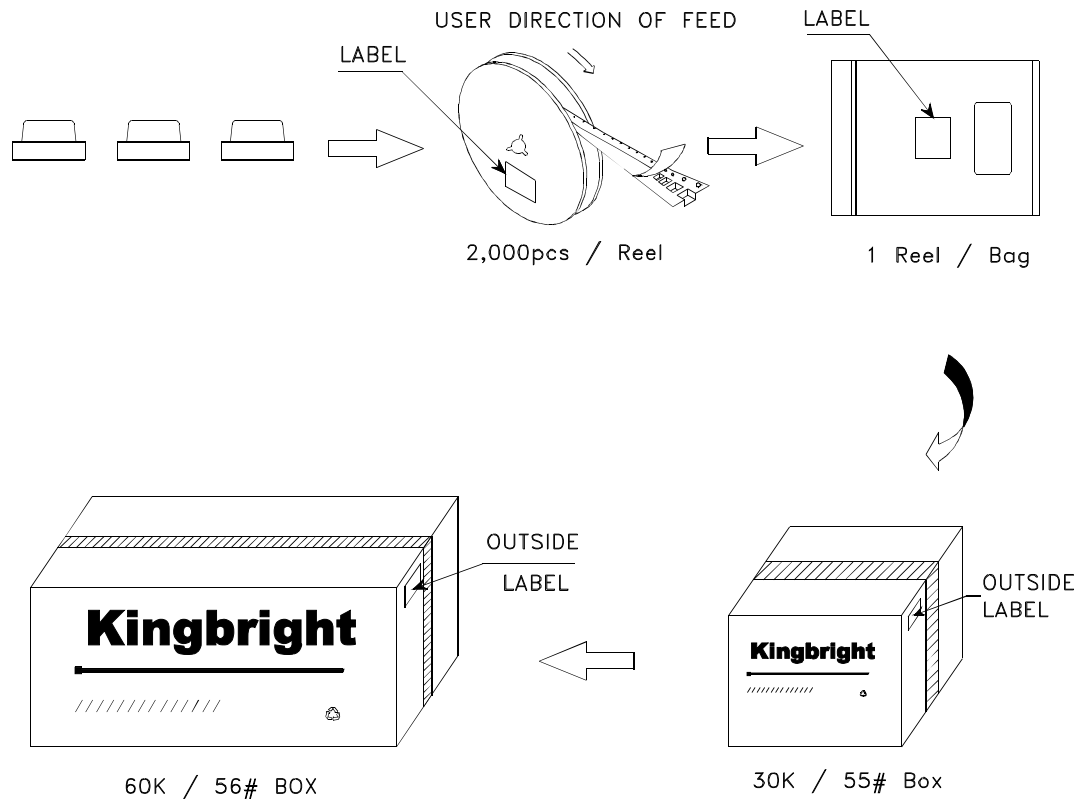 USER DIRECTION OF FEED
LABEL
LABEL
2,000pcs / Reel
1 Reel / Bag
OUTSIDE
LABEL
Kingbright
60K / 56# BOX
OUTSIDE
LABEL
Kingbright
30K / 55# Box